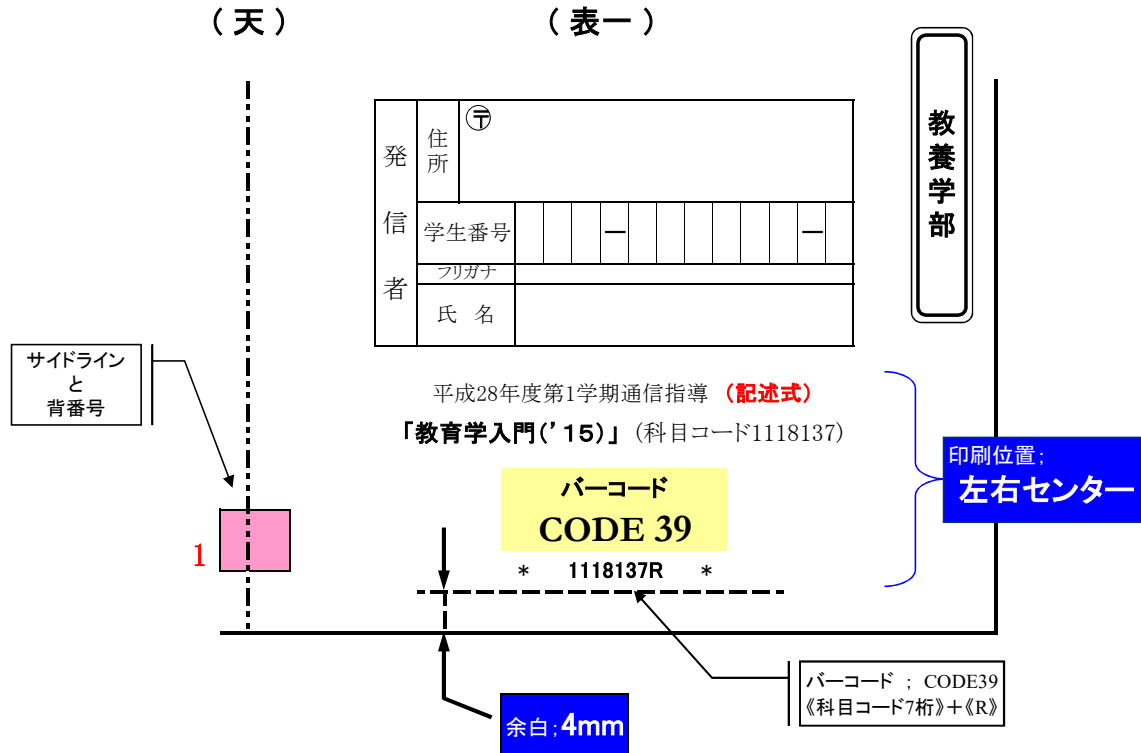 (天)
(表一)
教養学部
発信者
住所
〒
学生番号
ー
ー
フリガナ
氏 名
サイドライン
と
背番号
平成28年度第1学期通信指導 (記述式)
「教育学入門('15)」 (科目コード1118137)
印刷位置;
左右センター
バーコード
CODE 39
* 1118137R *
1
バーコード ; CODE39
《科目コード7桁》+《R》
余白;4mm